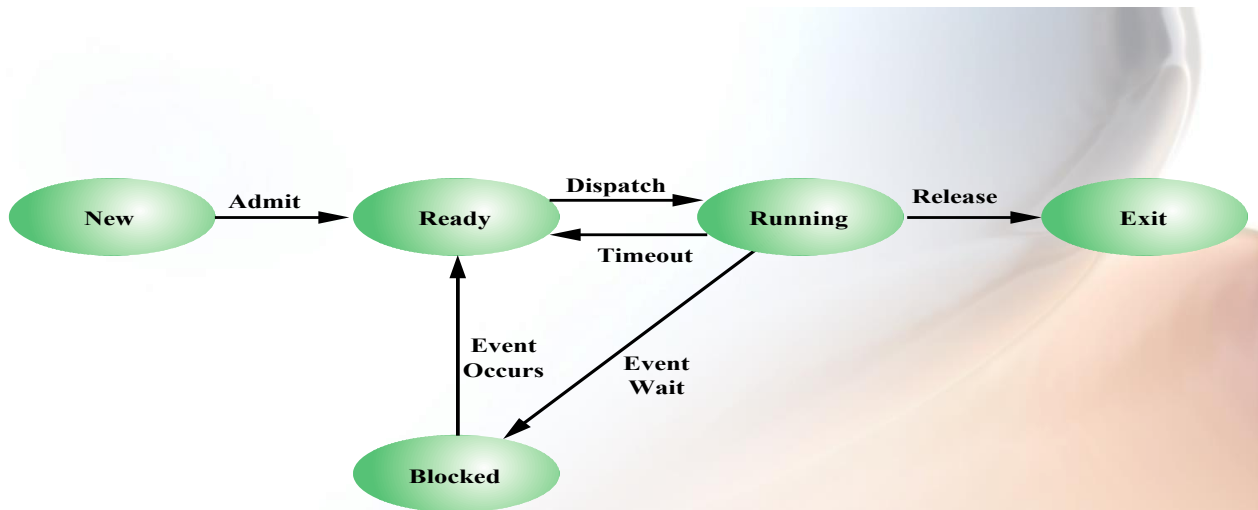 Dispatch
Release
Admit
New
Ready
Running
Exit
Timeout
Event
Occurs
Event
Wait
Blocked